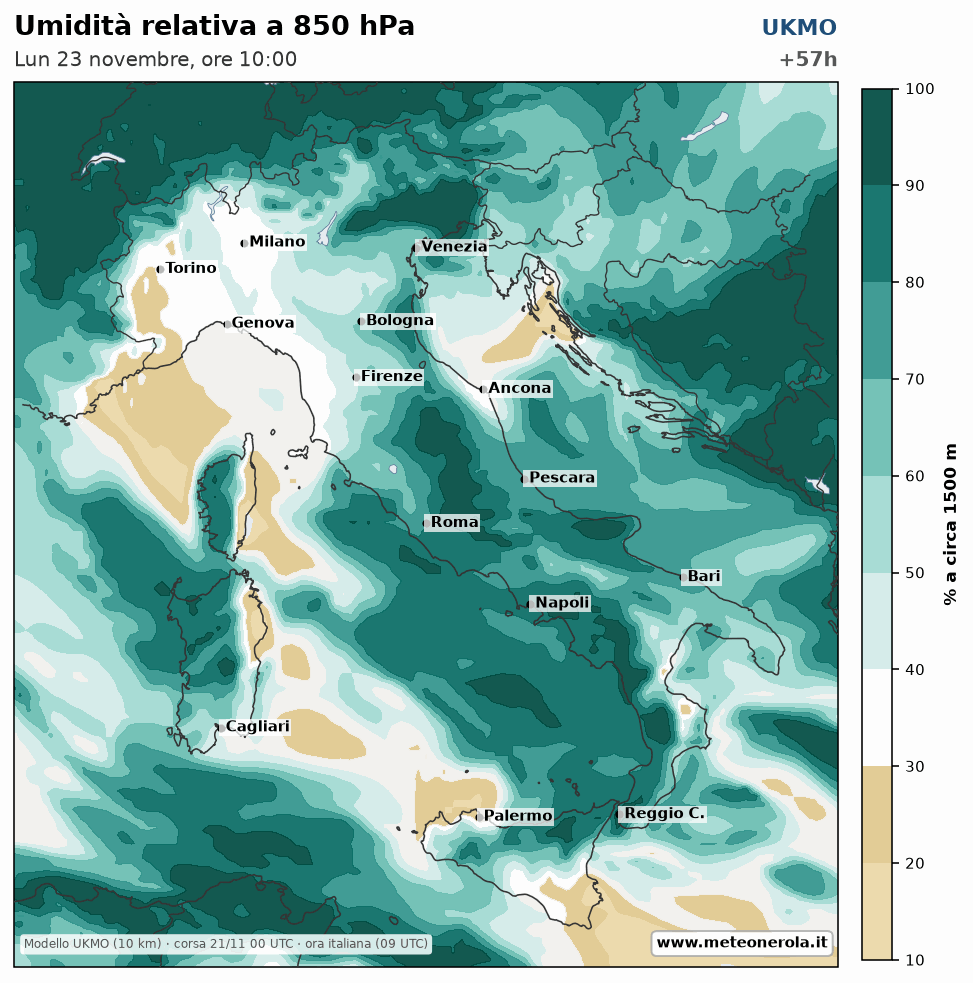 Umidità relativa a 850 hPa
UKMO
Lun 23 novembre, ore 10:00
+57h
Milano
Venezia
Torino
Genova
Bologna
Firenze
Ancona
Pescara
Roma
Bari
Napoli
Cagliari
Palermo
Reggio C.
100
90
80
70
60
50
40
30
20
10
% a circa 1500 m
Modello UKMO (10 km) · corsa 21/11 00 UTC · ora italiana (09 UTC)
www.meteonerola.it